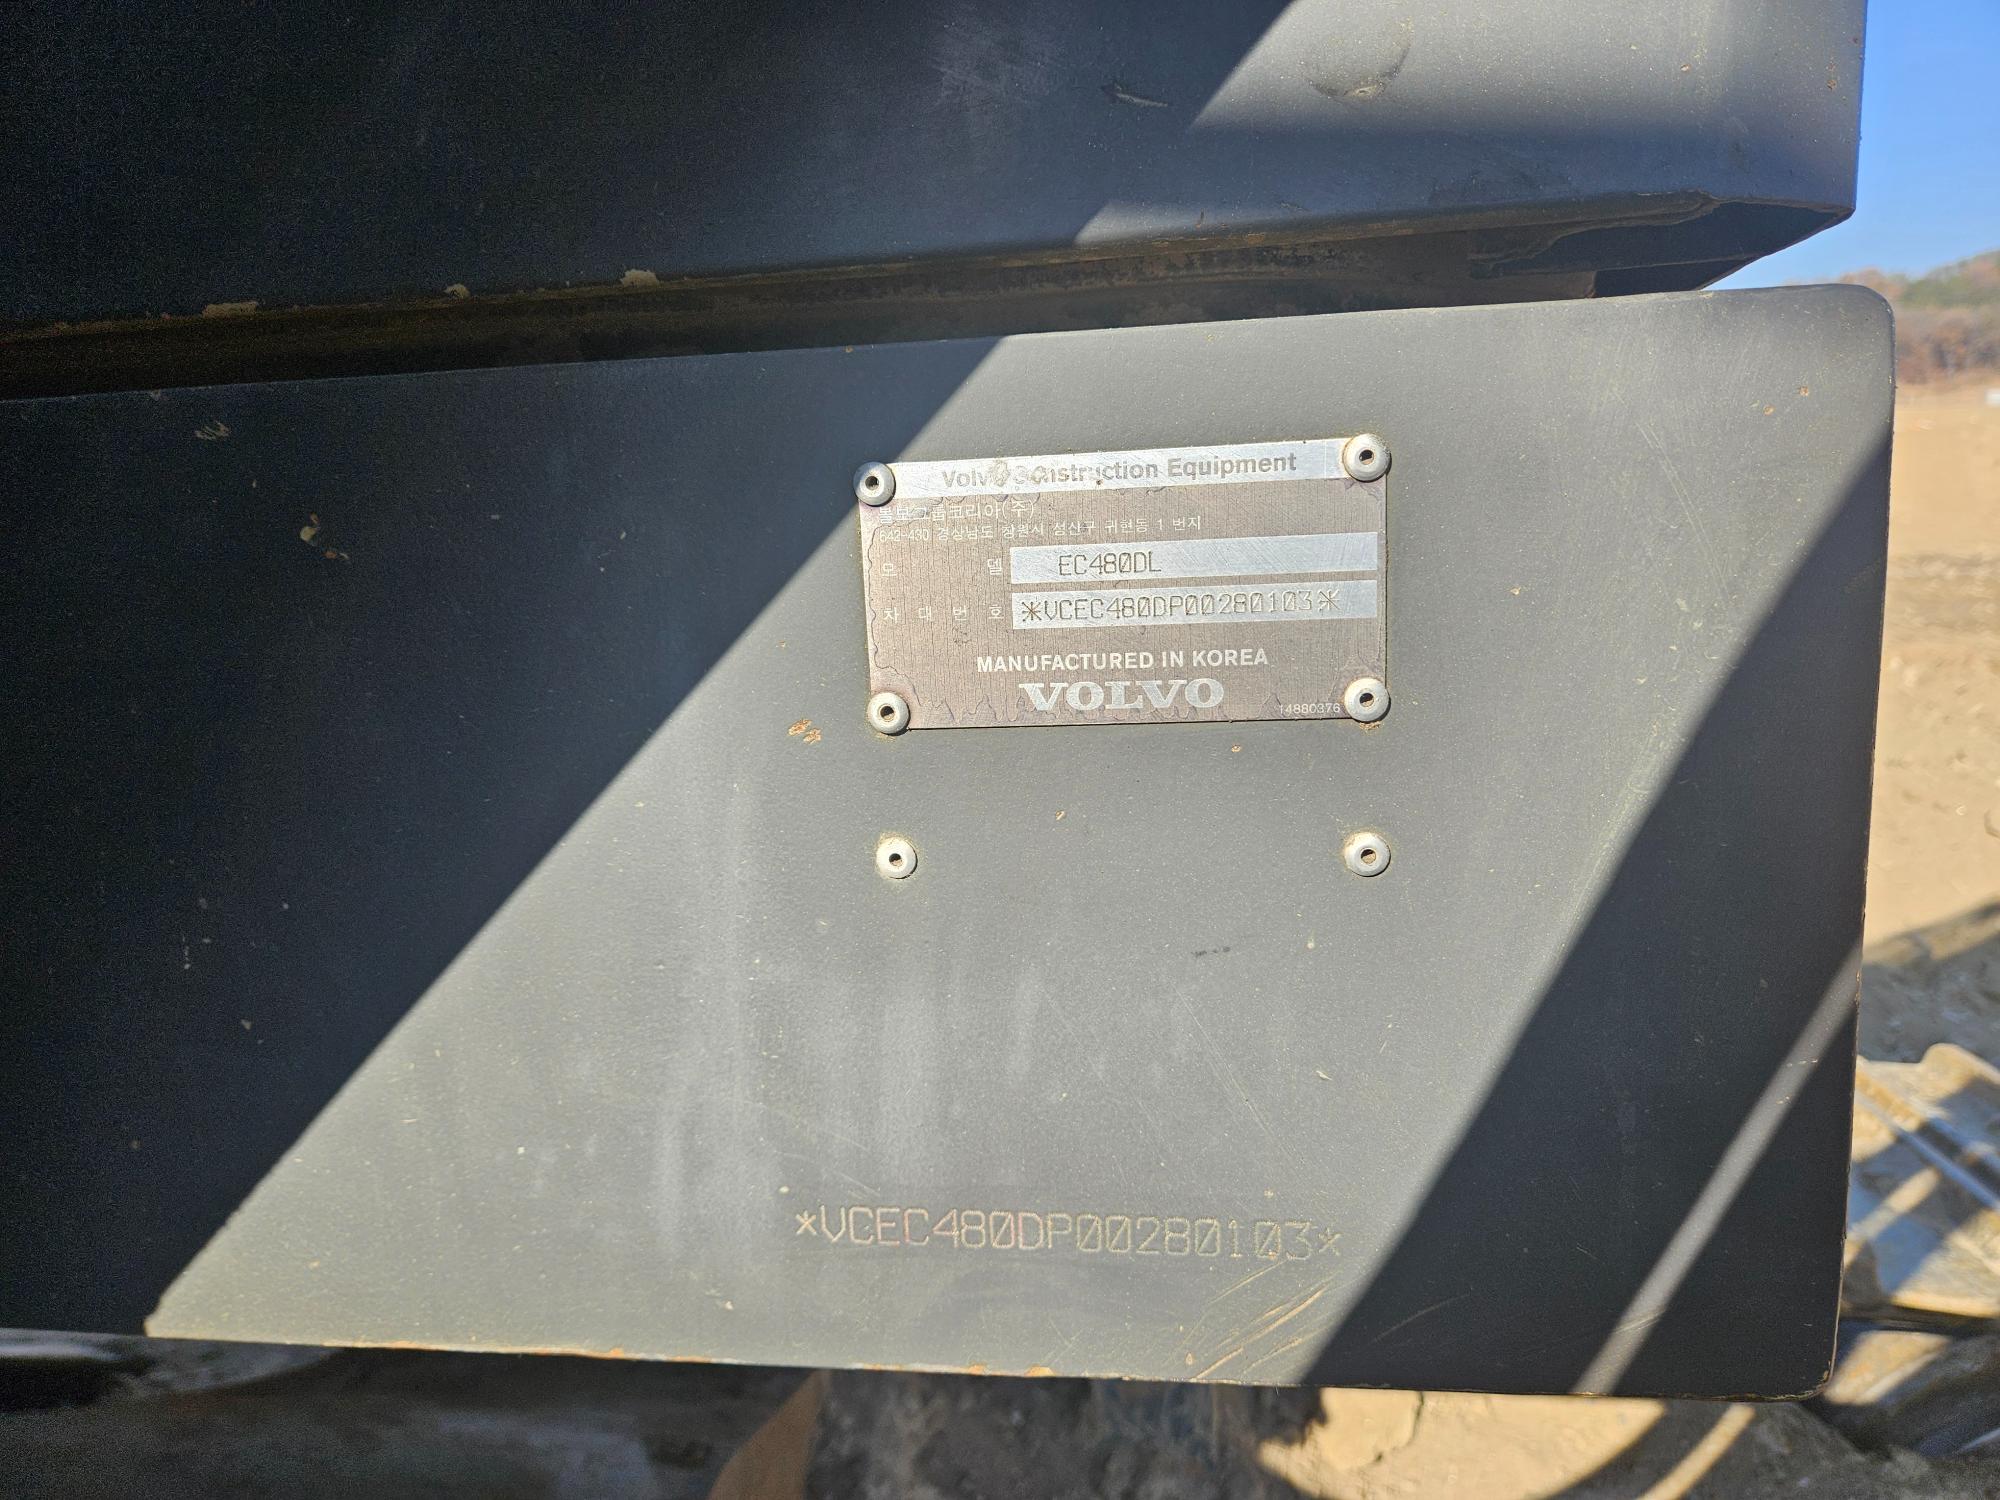 Volvo Construction Equipment
볼보그룹코리아(주)
642-430 경상남도 창원시 성산구 귀현동 1 번지
모 델 EC480DL
차 대 번 호 *VCEC480DP00280103*
MANUFACTURED IN KOREA
VOLVO
14880376
*VCEC480DP00280103*